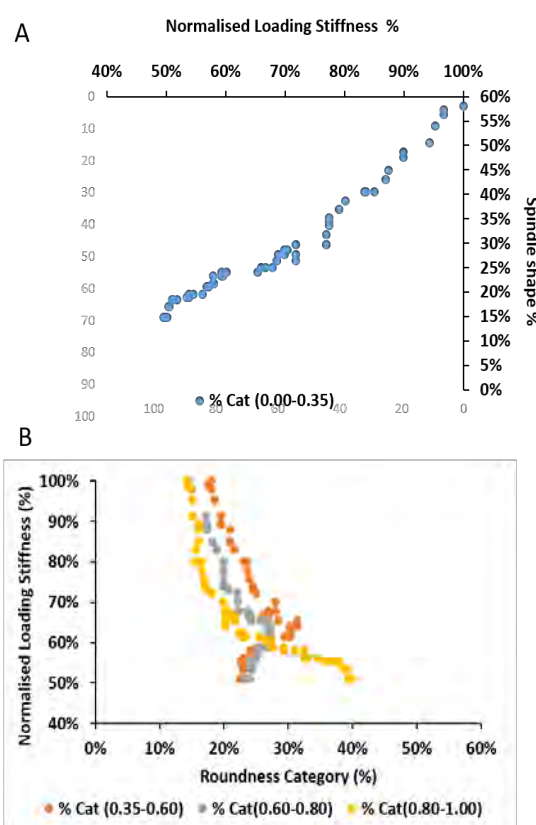 A
Normalised Loading Stiffness %
40% 50% 60% 70% 80% 90% 100%
0
10
20
30
40
50
60
70
80
90
100
60%
55%
50%
45%
40%
35%
30%
25%
20%
15%
10%
5%
0%
Spindle shape %
% Cat (0.00-0.35)
100 80 60 40 20 0
B
Normalised Loading Stiffness (%)
100%
90%
80%
70%
60%
50%
40%
0% 10% 20% 30% 40% 50% 60%
Roundness Category (%)
% Cat (0.35-0.60) % Cat(0.60-0.80) % Cat(0.80-1.00)